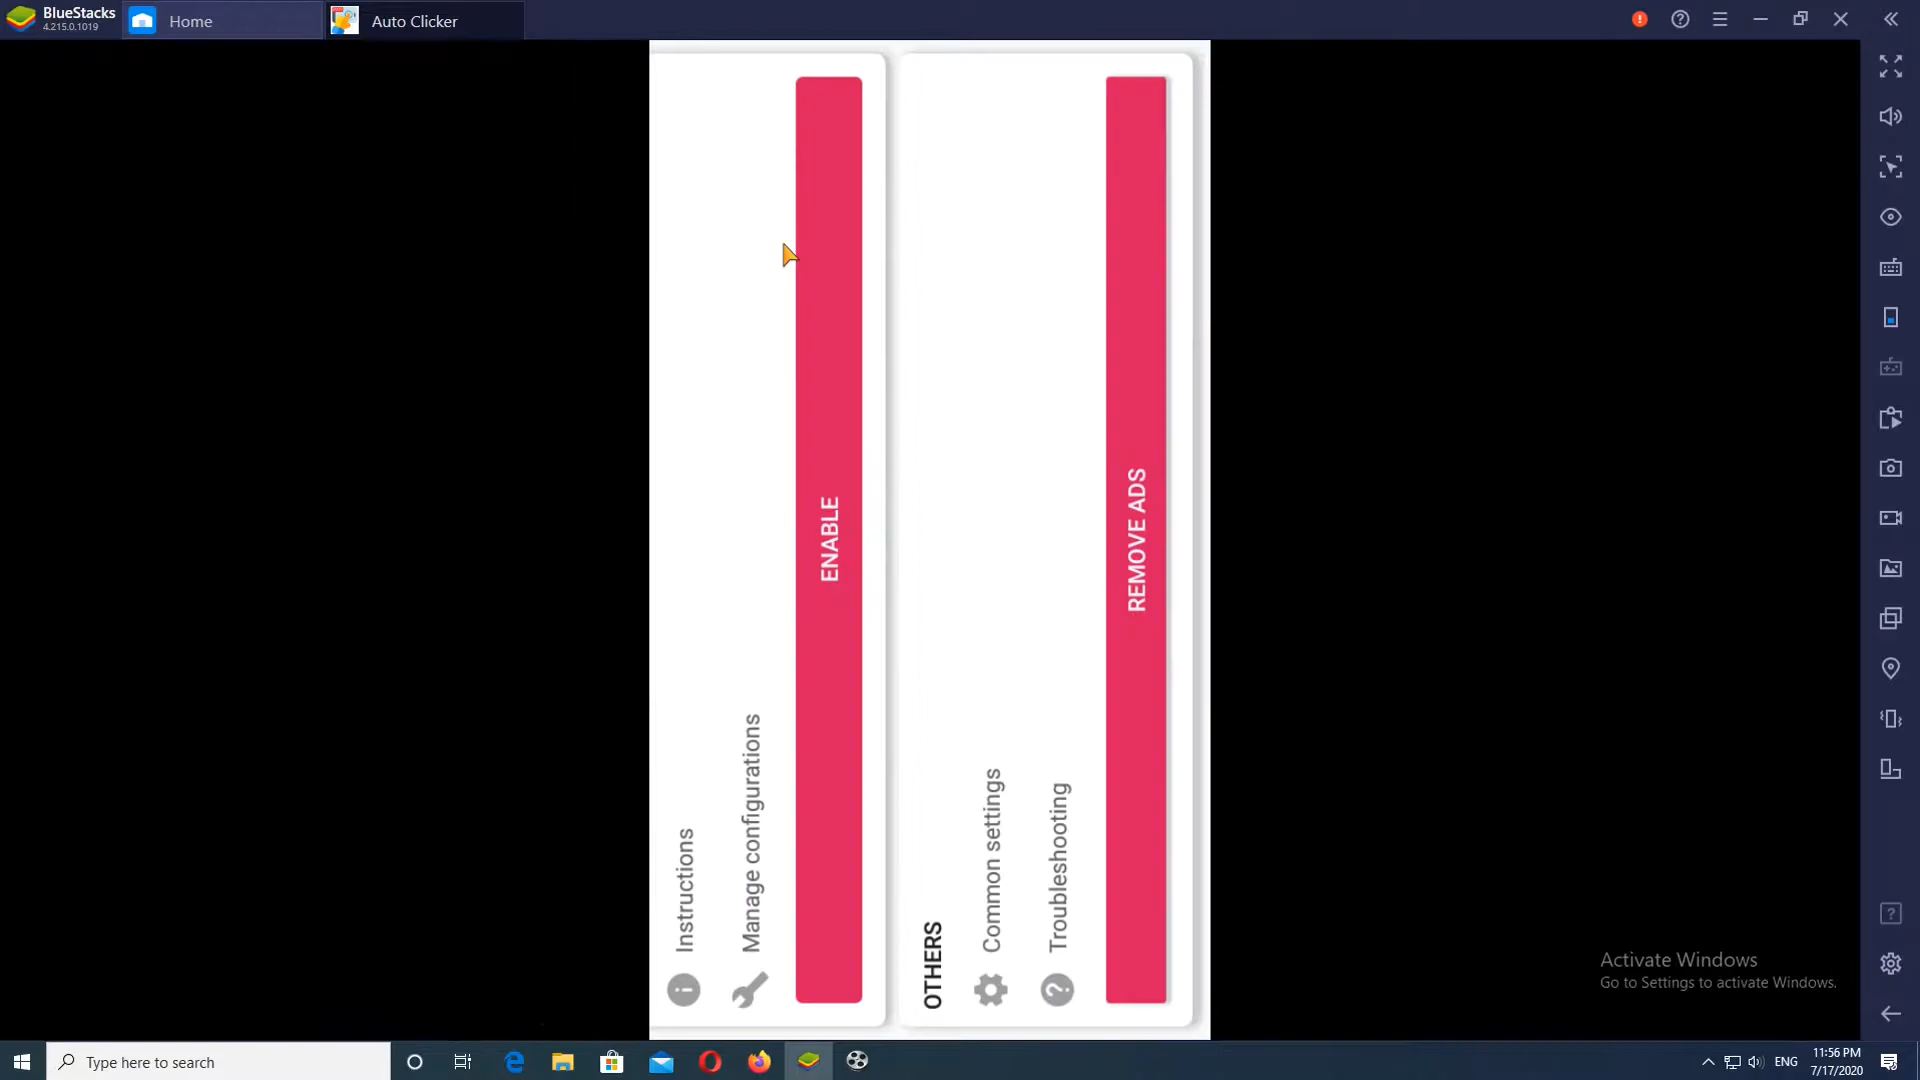 BlueStacks
4.215.0.1019
Home
Auto Clicker
Instructions
Manage configurations
ENABLE
OTHERS
Common settings
Troubleshooting
REMOVE ADS
Activate Windows
Go to Settings to activate Windows.
Type here to search
ENG
11:56 PM
7/17/2020